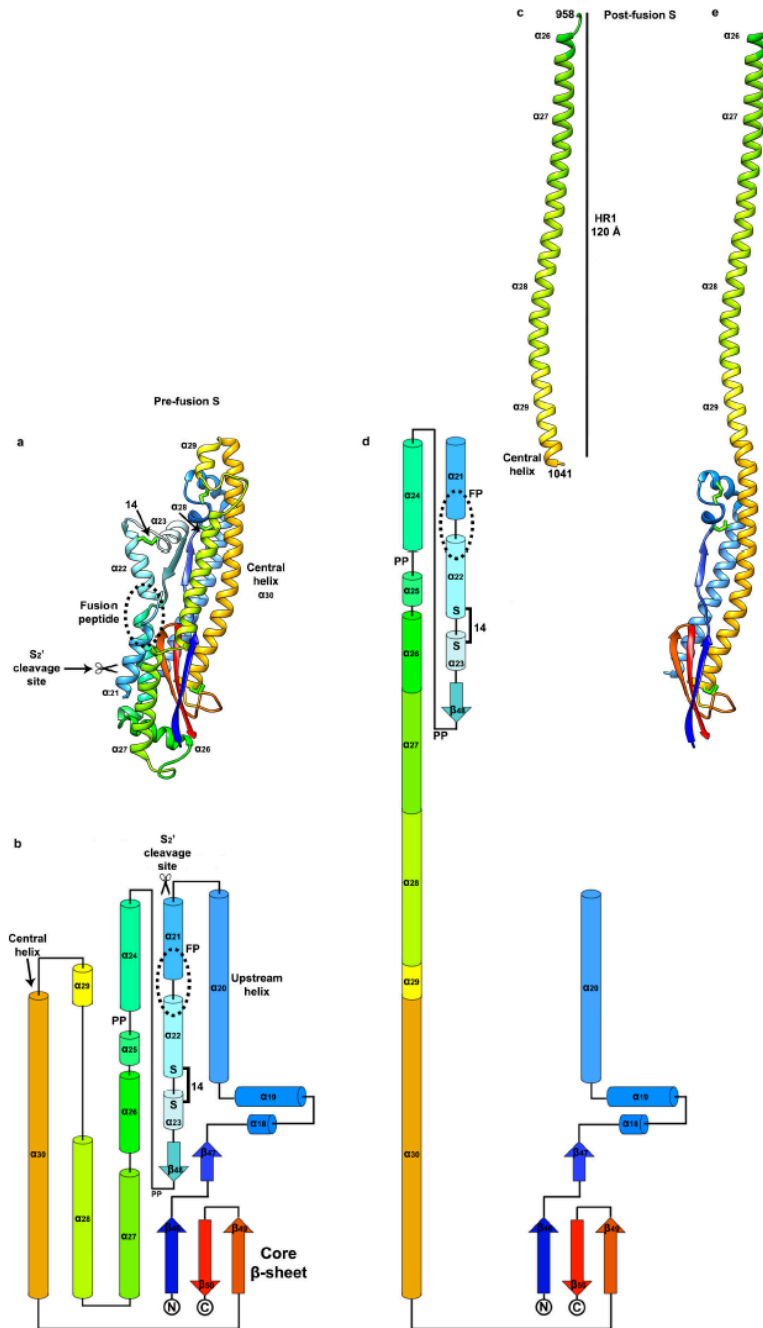 c
958
Post-fusion S
e
α26
α26
α27
α27
HR1
120 Å
α28
α28
α29
α29
Central
helix
1041
Pre-fusion S
a
d
α29
14
α23
α28
α22
Central
helix
α30
Fusion
peptide
S2'
cleavage
site
α21
α27
α26
α24
α21
FP
PP
α22
α25
S
14
S
α26
α23
β48
PP
α27
α28
α29
α30
b
S2'
cleavage
site
Central
helix
α29
α24
α21
FP
α20
Upstream
helix
PP
α22
α25
S
14
S
α26
α23
α19
α18
β48
β47
PP
α30
α28
α27
β49
Core
β-sheet
β50
N
C
α20
α19
α18
β47
β49
β50
N
C